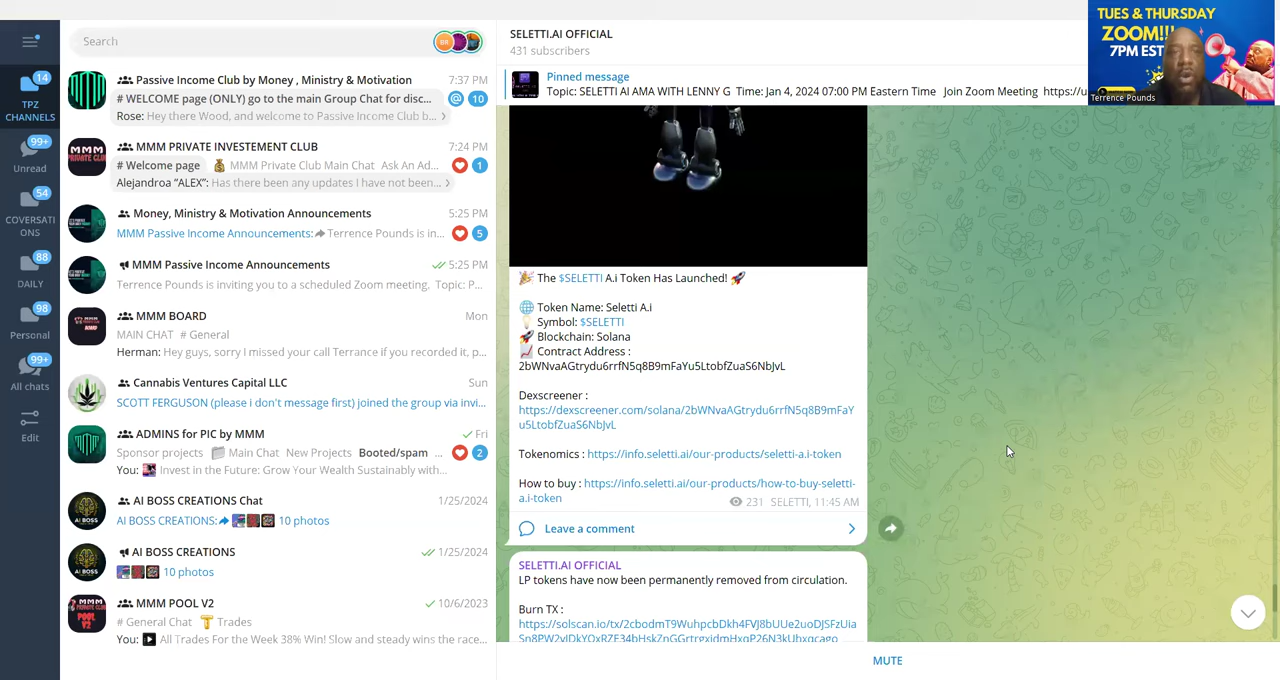 TUES & THURSDAY
ZOOM!!!
7PM EST
Terrence Pounds
14
TPZ
CHANNELS
99+
Unread
54
COVERSATI
ONS
88
DAILY
98
Personal
99+
All chats
Edit
Search
BR
Passive Income Club by Money , Ministry & Motivation 7:37 PM
# WELCOME page (ONLY) go to the main Group Chat for disc... @ 10
Rose: Hey there Wood, and welcome to Passive Income Club b...
MMM PRIVATE INVESTEMENT CLUB 7:24 PM
# Welcome page MMM Private Club Main Chat Ask An Ad... 1
Alejandroa “ALEX”: Has there been any updates I have not been...
Money, Ministry & Motivation Announcements 5:25 PM
MMM Passive Income Announcements: Terrence Pounds is in... 5
MMM Passive Income Announcements 5:25 PM
Terrence Pounds is inviting you to a scheduled Zoom meeting. Topic: P...
MMM BOARD Mon
MAIN CHAT # General
Herman: Hey guys, sorry I missed your call Terrance if you recorded it, p...
Cannabis Ventures Capital LLC Sun
SCOTT FERGUSON (please i don't message first) joined the group via invi...
ADMINS for PIC by MMM Fri
Sponsor projects Main Chat New Projects Booted/spam ... 2
You: Invest in the Future: Grow Your Wealth Sustainably with...
AI BOSS CREATIONS Chat 1/25/2024
AI BOSS CREATIONS: 10 photos
AI BOSS CREATIONS 1/25/2024
10 photos
MMM POOL V2 10/6/2023
# General Chat Trades
You: All Trades For the Week 38% Win! Slow and steady wins the race...
SELETTI.AI OFFICIAL
431 subscribers
Pinned message
Topic: SELETTI AI AMA WITH LENNY G Time: Jan 4, 2024 07:00 PM Eastern Time Join Zoom Meeting https://u
The $SELETTI A.i Token Has Launched!
Token Name: Seletti A.i
Symbol: $SELETTI
Blockchain: Solana
Contract Address :
2bWNvaAGtrydu6rrfN5q8B9mFaYu5LtobfZuaS6NbJvL
Dexscreener :
https://dexscreener.com/solana/2bWNvaAGtrydu6rrfN5q8B9mFaY
u5LtobfZuaS6NbJvL
Tokenomics : https://info.seletti.ai/our-products/seletti-a.i-token
How to buy : https://info.seletti.ai/our-products/how-to-buy-seletti-
a.i-token
231 SELETTI, 11:45 AM
Leave a comment
SELETTI.AI OFFICIAL
LP tokens have now been permanently removed from circulation.
Burn TX :
MUTE